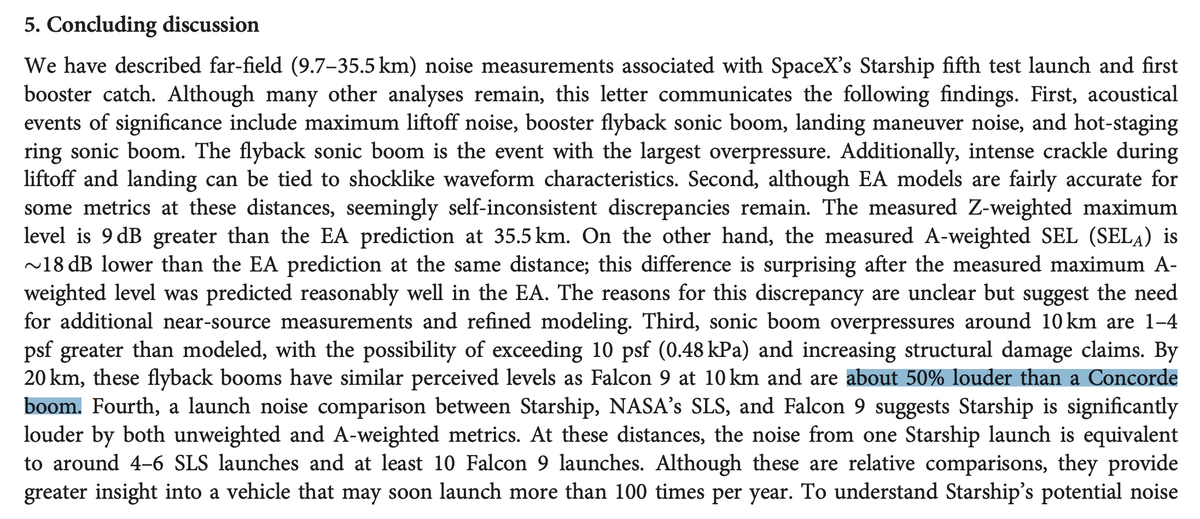 5. Concluding discussion
We have described far-field (9.7–35.5 km) noise measurements associated with SpaceX's Starship fifth test launch and first
booster catch. Although many other analyses remain, this letter communicates the following findings. First, acoustical
events of significance include maximum liftoff noise, booster flyback sonic boom, landing maneuver noise, and hot-staging
ring sonic boom. The flyback sonic boom is the event with the largest overpressure. Additionally, intense crackle during
liftoff and landing can be tied to shocklike waveform characteristics. Second, although EA models are fairly accurate for
some metrics at these distances, seemingly self-inconsistent discrepancies remain. The measured Z-weighted maximum
level is 9 dB greater than the EA prediction at 35.5 km. On the other hand, the measured A-weighted SEL (SELA) is
~18 dB lower than the EA prediction at the same distance; this difference is surprising after the measured maximum A-
weighted level was predicted reasonably well in the EA. The reasons for this discrepancy are unclear but suggest the need
for additional near-source measurements and refined modeling. Third, sonic boom overpressures around 10 km are 1–4
psf greater than modeled, with the possibility of exceeding 10 psf (0.48 kPa) and increasing structural damage claims. By
20 km, these flyback booms have similar perceived levels as Falcon 9 at 10 km and are about 50% louder than a Concorde
boom. Fourth, a launch noise comparison between Starship, NASA's SLS, and Falcon 9 suggests Starship is significantly
louder by both unweighted and A-weighted metrics. At these distances, the noise from one Starship launch is equivalent
to around 4–6 SLS launches and at least 10 Falcon 9 launches. Although these are relative comparisons, they provide
greater insight into a vehicle that may soon launch more than 100 times per year. To understand Starship's potential noise